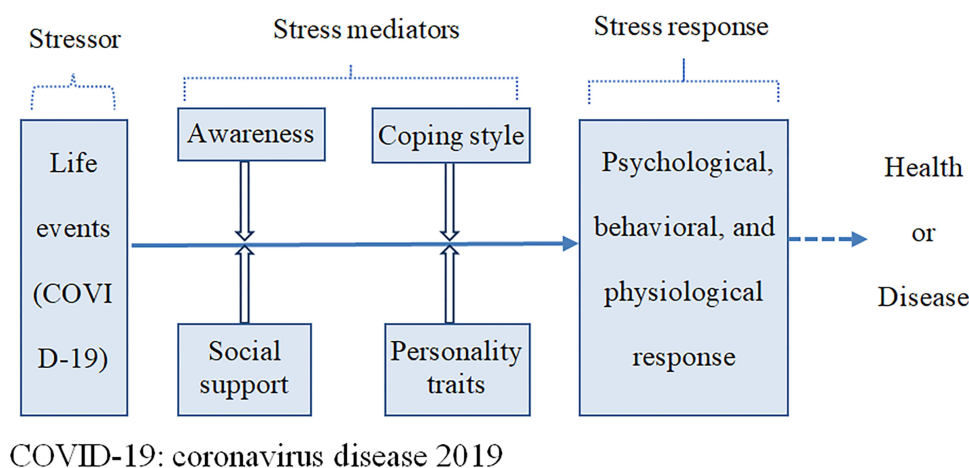 Stressor
Stress mediators
Stress response
Life
events
(COVI
D-19)
Awareness
Coping style
Social
support
Personality
traits
Psychological,
behavioral, and
physiological
response
Health
or
Disease
COVID-19: coronavirus disease 2019